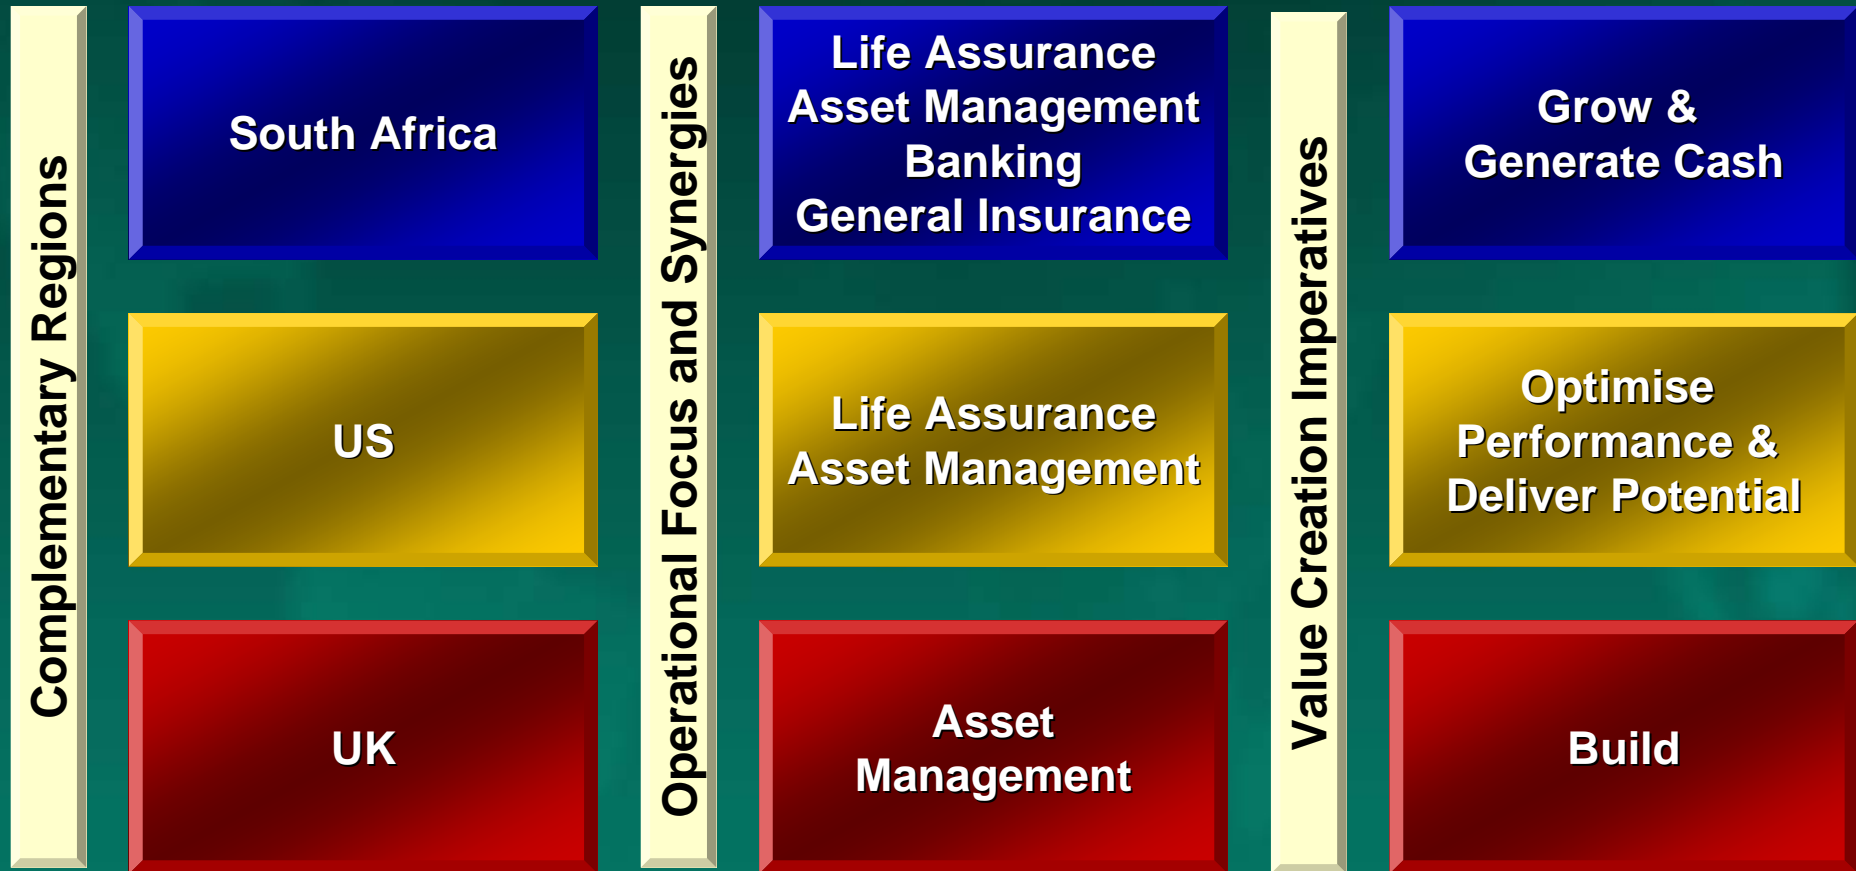 Complementary Regions
South Africa
US
UK
Operational Focus and Synergies
Life Assurance
Asset Management
Banking
General Insurance
Life Assurance
Asset Management
Asset
Management
Value Creation Imperatives
Grow &
Generate Cash
Optimise
Performance &
Deliver Potential
Build